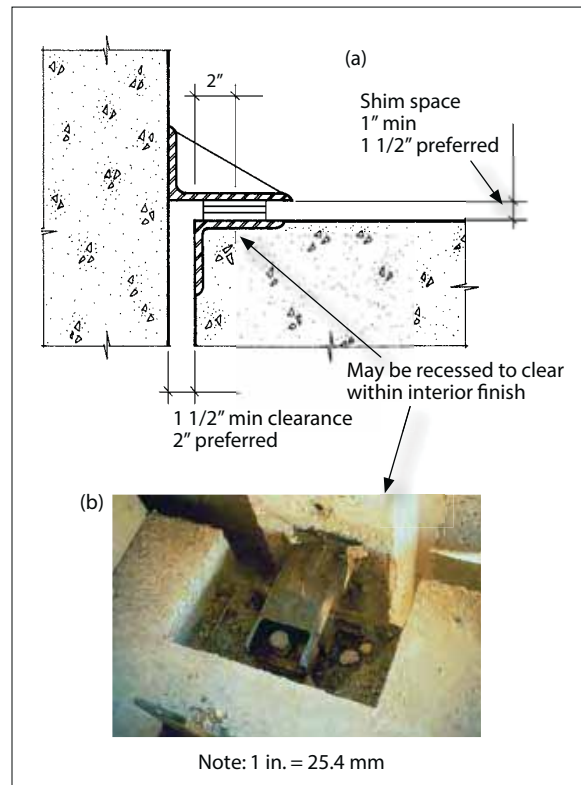 (a)
2”
Shim space
1” min
1 1/2” preferred
May be recessed to clear
within interior finish
1 1/2” min clearance
2” preferred
(b)
Note: 1 in. = 25.4 mm